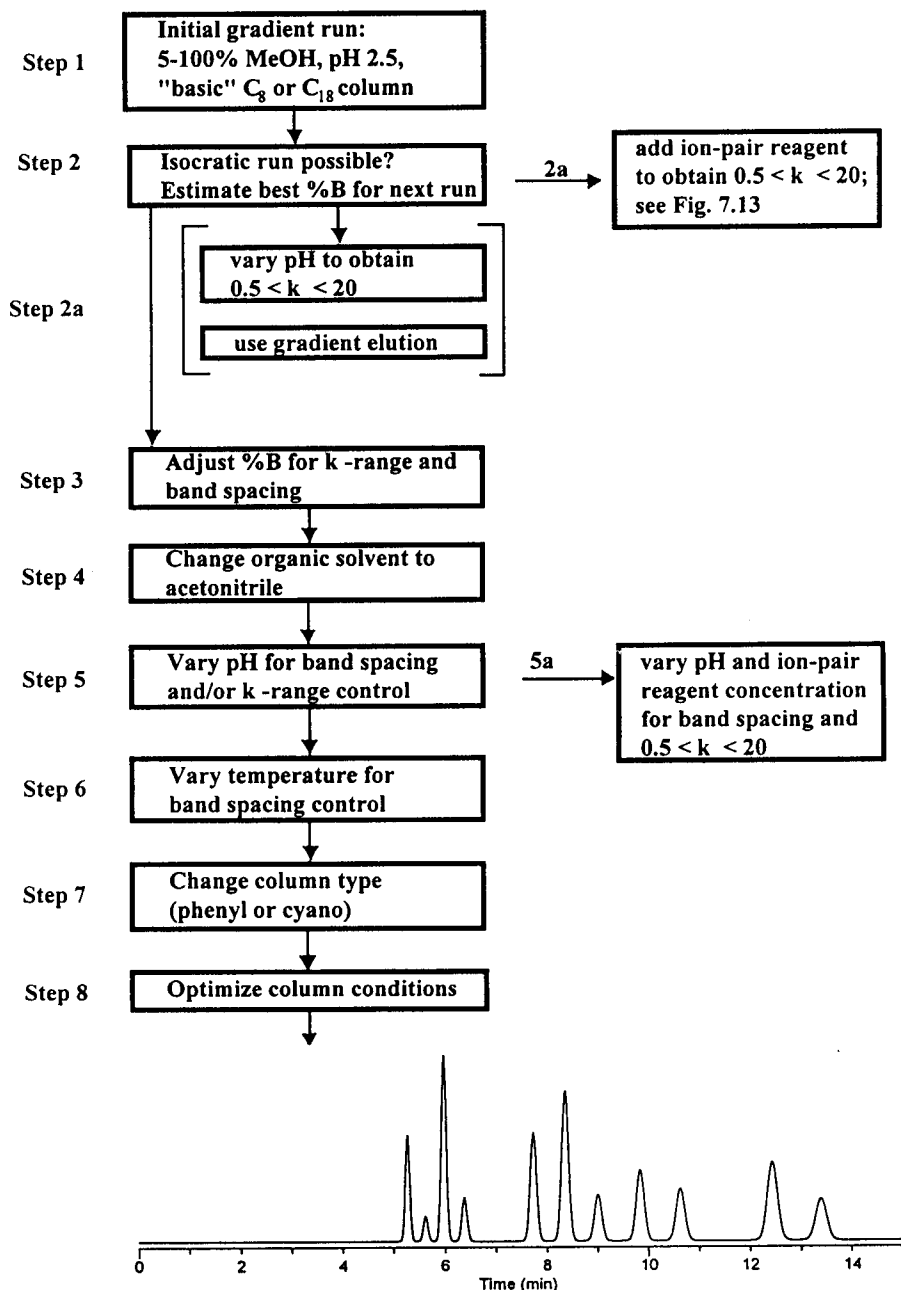 Step 1
Initial gradient run:
5-100% MeOH, pH 2.5,
"basic" C8 or C18 column
Step 2
Isocratic run possible?
Estimate best %B for next run
2a
add ion-pair reagent
to obtain 0.5 < k < 20;
see Fig. 7.13
Step 2a
vary pH to obtain
0.5 < k < 20
use gradient elution
Step 3
Adjust %B for k -range and
band spacing
Step 4
Change organic solvent to
acetonitrile
Step 5
Vary pH for band spacing
and/or k -range control
5a
vary pH and ion-pair
reagent concentration
for band spacing and
0.5 < k < 20
Step 6
Vary temperature for
band spacing control
Step 7
Change column type
(phenyl or cyano)
Step 8
Optimize column conditions
0 2 4 6 8 10 12 14
Time (min)